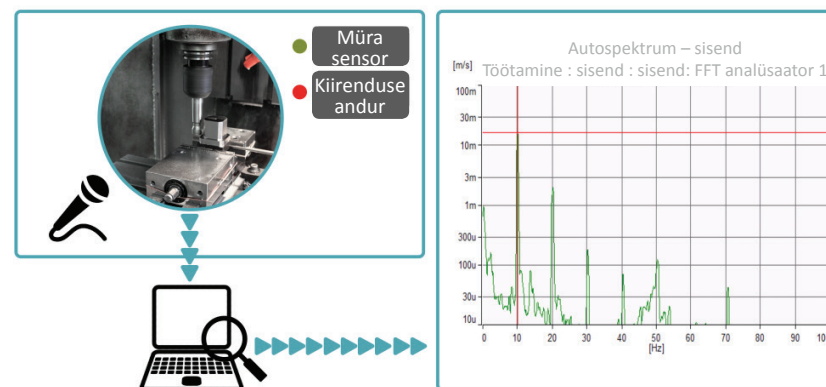 Müra
sensor
Kiirenduse
andur
Autospektrum – sisend
[m/s]
Töötamine : sisend : sisend: FFT analüsaator 1
100m
30m
10m
3m
1m
300u
100u
30u
10u
0 10 20 30 40 50 60 70 80 90 10
[Hz]